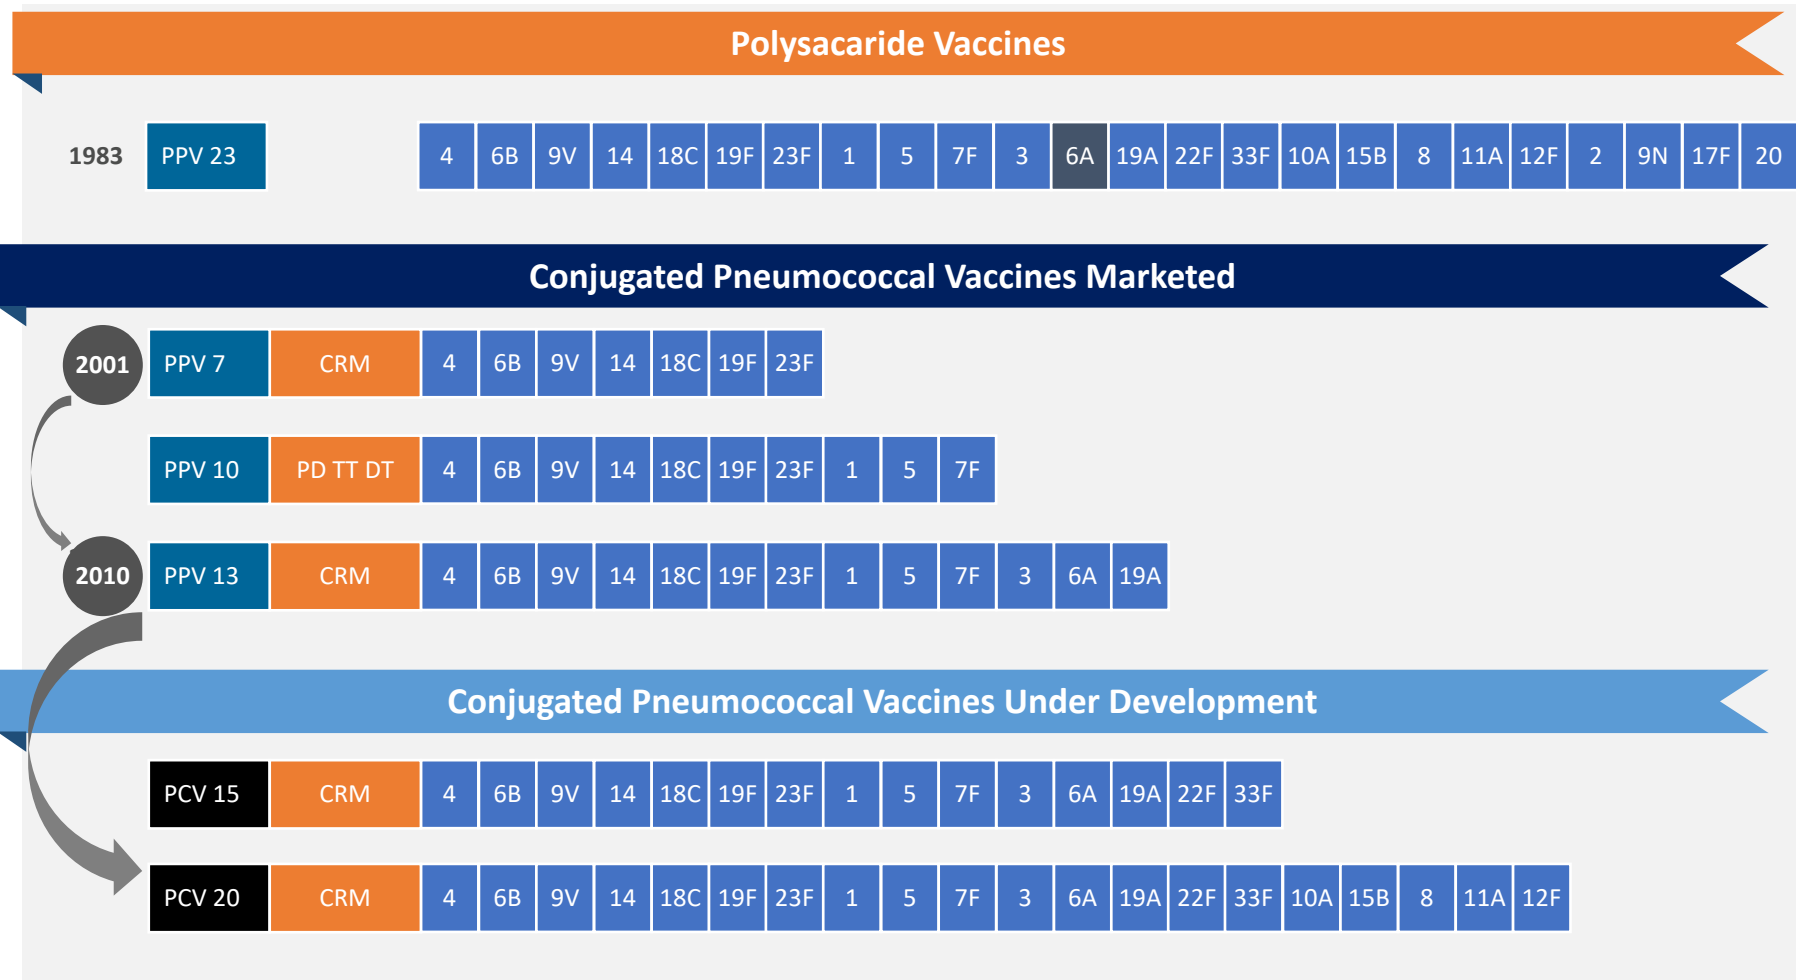 Polysacaride Vaccines
1983 PPV 23 4 6B 9V 14 18C 19F 23F 1 5 7F 3 6A 19A 22F 33F 10A 15B 8 11A 12F 2 9N 17F 20
Conjugated Pneumococcal Vaccines Marketed
2001 PPV 7 CRM 4 6B 9V 14 18C 19F 23F
PPV 10 PD TT DT 4 6B 9V 14 18C 19F 23F 1 5 7F
2010 PPV 13 CRM 4 6B 9V 14 18C 19F 23F 1 5 7F 3 6A 19A
Conjugated Pneumococcal Vaccines Under Development
PCV 15 CRM 4 6B 9V 14 18C 19F 23F 1 5 7F 3 6A 19A 22F 33F
PCV 20 CRM 4 6B 9V 14 18C 19F 23F 1 5 7F 3 6A 19A 22F 33F 10A 15B 8 11A 12F